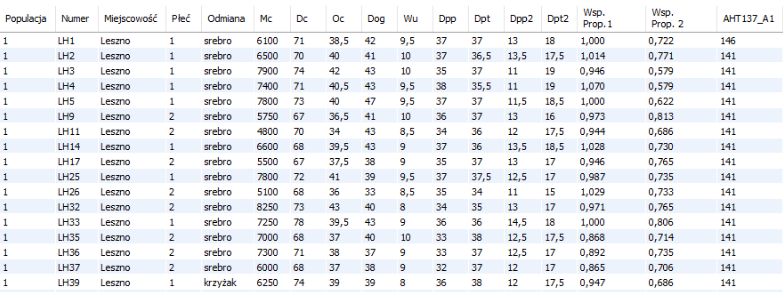 Populacja Numer Miejscowość Płeć Odmiana Mc Dc Oc Dog Wu Dpp Dpt Dpp2 Dpt2 Wsp. Prop.1 Wsp. Prop. 2 AHT137_A1
1 LH1 Leszno 1 srebro 6100 71 38,5 42 9,5 37 37 13 18 1,000 0,722 146
1 LH2 Leszno 1 srebro 6500 70 40 41 10 37 36,5 13,5 17,5 1,014 0,771 141
1 LH3 Leszno 1 srebro 7900 74 42 43 10 35 37 11 19 0,946 0,579 141
1 LH4 Leszno 1 srebro 7400 71 40,5 43 9,5 38 35,5 11 19 1,070 0,579 141
1 LH5 Leszno 1 srebro 7800 73 40 47 9,5 37 37 11,5 18,5 1,000 0,622 141
1 LH9 Leszno 2 srebro 5750 67 36,5 41 10 36 37 13 16 0,973 0,813 141
1 LH11 Leszno 2 srebro 4800 70 34 43 8,5 34 36 12 17,5 0,944 0,686 141
1 LH14 Leszno 1 srebro 6600 68 39,5 43 9 37 36 13,5 18,5 1,028 0,730 141
1 LH17 Leszno 2 srebro 5500 67 37,5 38 9 35 37 13 17 0,946 0,765 141
1 LH25 Leszno 1 srebro 7800 72 41 39 9,5 37 37,5 12,5 17 0,987 0,735 141
1 LH26 Leszno 2 srebro 5100 68 36 33 8,5 35 34 11 15 1,029 0,733 141
1 LH32 Leszno 2 srebro 8250 73 43 40 8 34 35 13 17 0,971 0,765 141
1 LH33 Leszno 1 srebro 7250 78 39,5 43 9 36 36 14,5 18 1,000 0,806 141
1 LH35 Leszno 2 srebro 7000 68 37 40 10 33 38 12,5 17,5 0,868 0,714 141
1 LH36 Leszno 2 srebro 7300 71 38 37 9 33 37 12,5 17 0,892 0,735 141
1 LH37 Leszno 2 srebro 6000 68 37 38 9 32 37 12 17 0,865 0,706 141
1 LH39 Leszno 1 krzyżak 6250 74 39 39 8 36 38 12 17,5 0,947 0,686 141